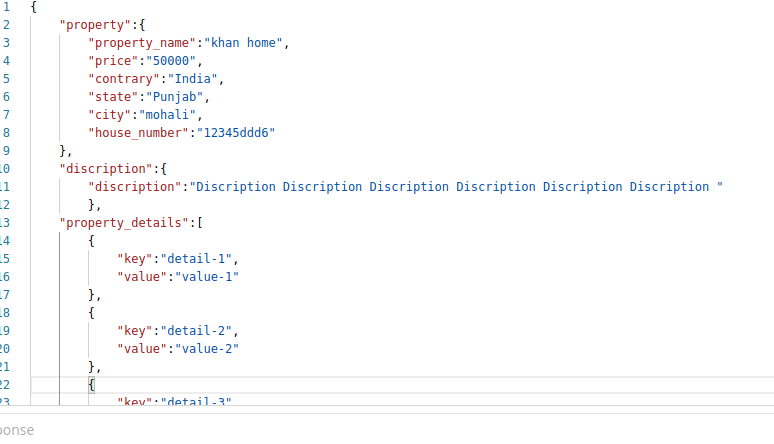 1 {
2 "property":{
3 "property_name":"khan home",
4 "price":"50000",
5 "contrary":"India",
6 "state":"Punjab",
7 "city":"mohali",
8 "house_number":"12345ddd6"
9 },
10 "discription":{
11 "discription":"Discription Discription Discription Discription Discription Discription "
12 },
13 "property_details":[
14 {
15 "key":"detail-1",
16 "value":"value-1"
17 },
18 {
19 "key":"detail-2",
20 "value":"value-2"
21 },
22 {
23 "key":"detail-3"
ponse